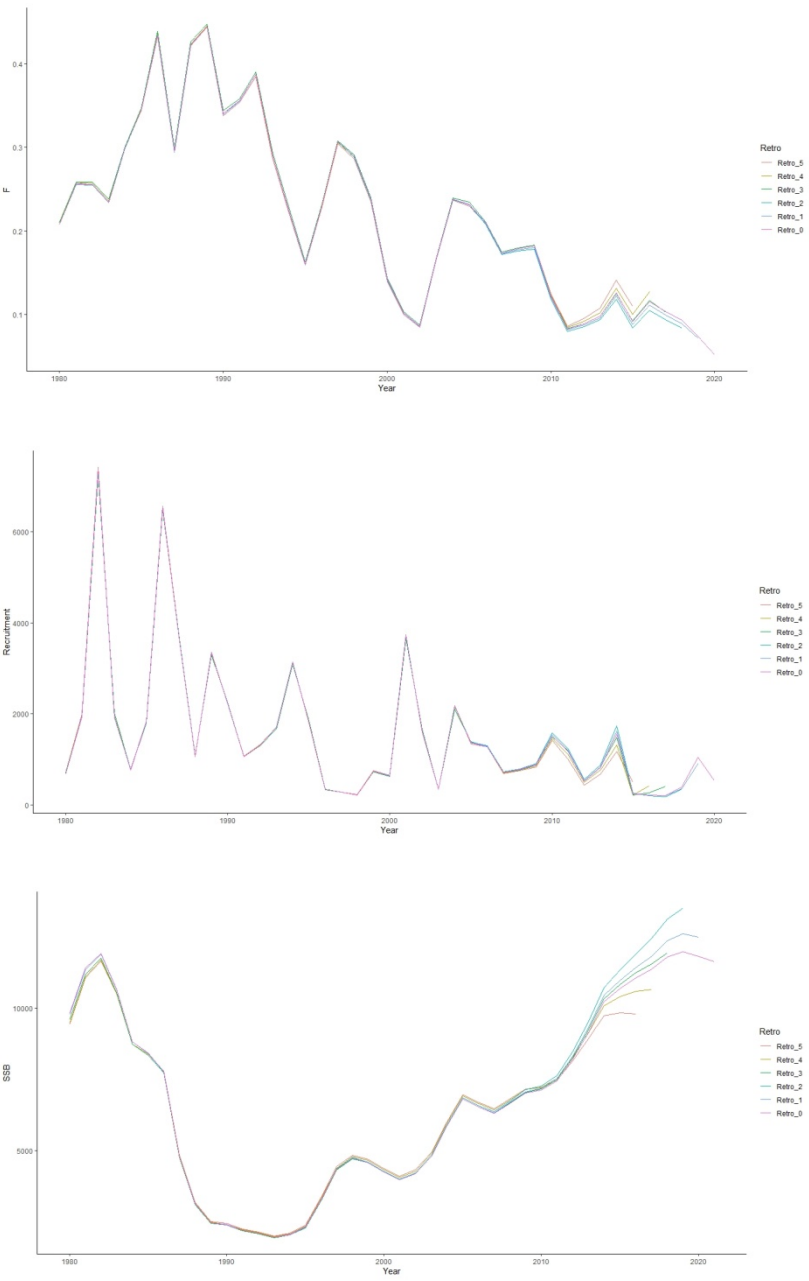 0.4
0.3
0.2
0.1
F
1980
1990
2000
2010
2020
Year
Retro
Retro_5
Retro_4
Retro_3
Retro_2
Retro_1
Retro_0
6000
4000
2000
0
Recruitment
1980
1990
2000
2010
2020
Year
Retro
Retro_5
Retro_4
Retro_3
Retro_2
Retro_1
Retro_0
10000
5000
SSB
1980
1990
2000
2010
2020
Year
Retro
Retro_5
Retro_4
Retro_3
Retro_2
Retro_1
Retro_0